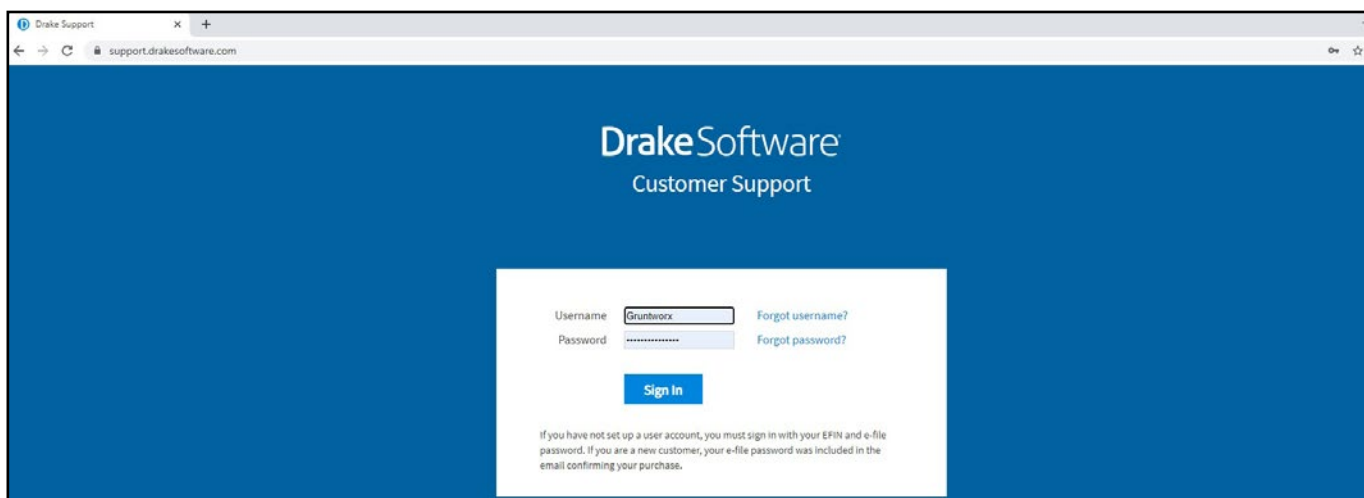 Drake Support
support.drakesoftware.com
DrakeSoftware
Customer Support
Username Gruntworx Forgot username?
Password ••••••••••••••• Forgot password?
Sign In
If you have not set up a user account, you must sign in with your EFIN and e-file
password. If you are a new customer, your e-file password was included in the
email confirming your purchase.